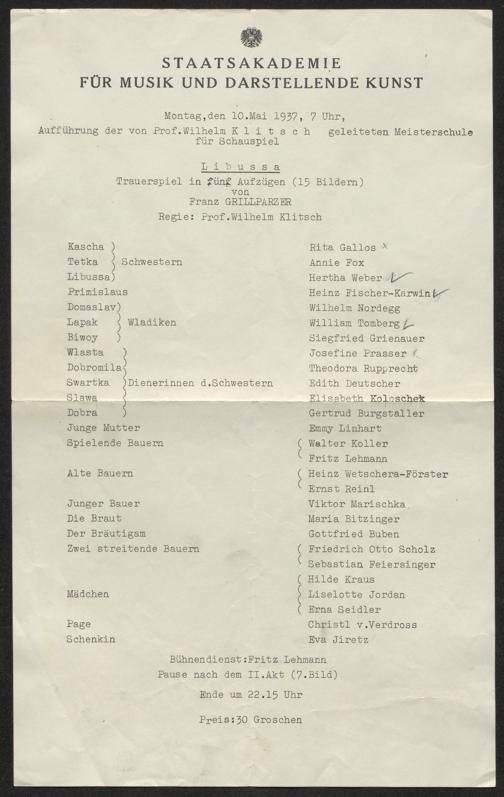 STAATSAKADEMIE
FÜR MUSIK UND DARSTELLENDE KUNST
Montag,den 10.Mai 1937, 7 Uhr,
Aufführung der von Prof.Wilhelm K l i t s c h geleiteten Meisterschule
für Schauspiel
L i b u s s a
Trauerspiel in fünf Aufzügen (15 Bildern)
von
Franz GRILLPARZER
Regie: Prof.Wilhelm Klitsch
Kascha ) Rita Gallos
Tetka ) Schwestern Annie Fox
Libussa) Hertha Weber
Primislaus Heinz Fischer-Karwin
Domaslav) Wilhelm Nordegg
Lapak ) Wladiken William Tomberg
Biwoy ) Siegfried Grienauer
Wlasta ) Josefine Prasser
Dobromila) Theodora Rupprecht
Swartka )Dienerinnen d.Schwestern Edith Deutscher
Slawa ) Elisabeth Koloschek
Dobra ) Gertrud Burgstaller
Junge Mutter Emmy Linhart
Spielende Bauern ( Walter Koller
( Fritz Lehmann
Alte Bauern ( Heinz Wetschera-Förster
( Ernst Reinl
Junger Bauer Viktor Marischka
Die Braut Maria Bitzinger
Der Bräutigam Gottfried Buben
Zwei streitende Bauern ( Friedrich Otto Scholz
( Sebastian Feiersinger
( Hilde Kraus
Mädchen ( Liselotte Jordan
( Erna Seidler
Page Christl v.Verdross
Schenkin Eva Jiretz
Bühnendienst:Fritz Lehmann
Pause nach dem II.Akt (7.Bild)
Ende um 22.15 Uhr
Preis:30 Groschen